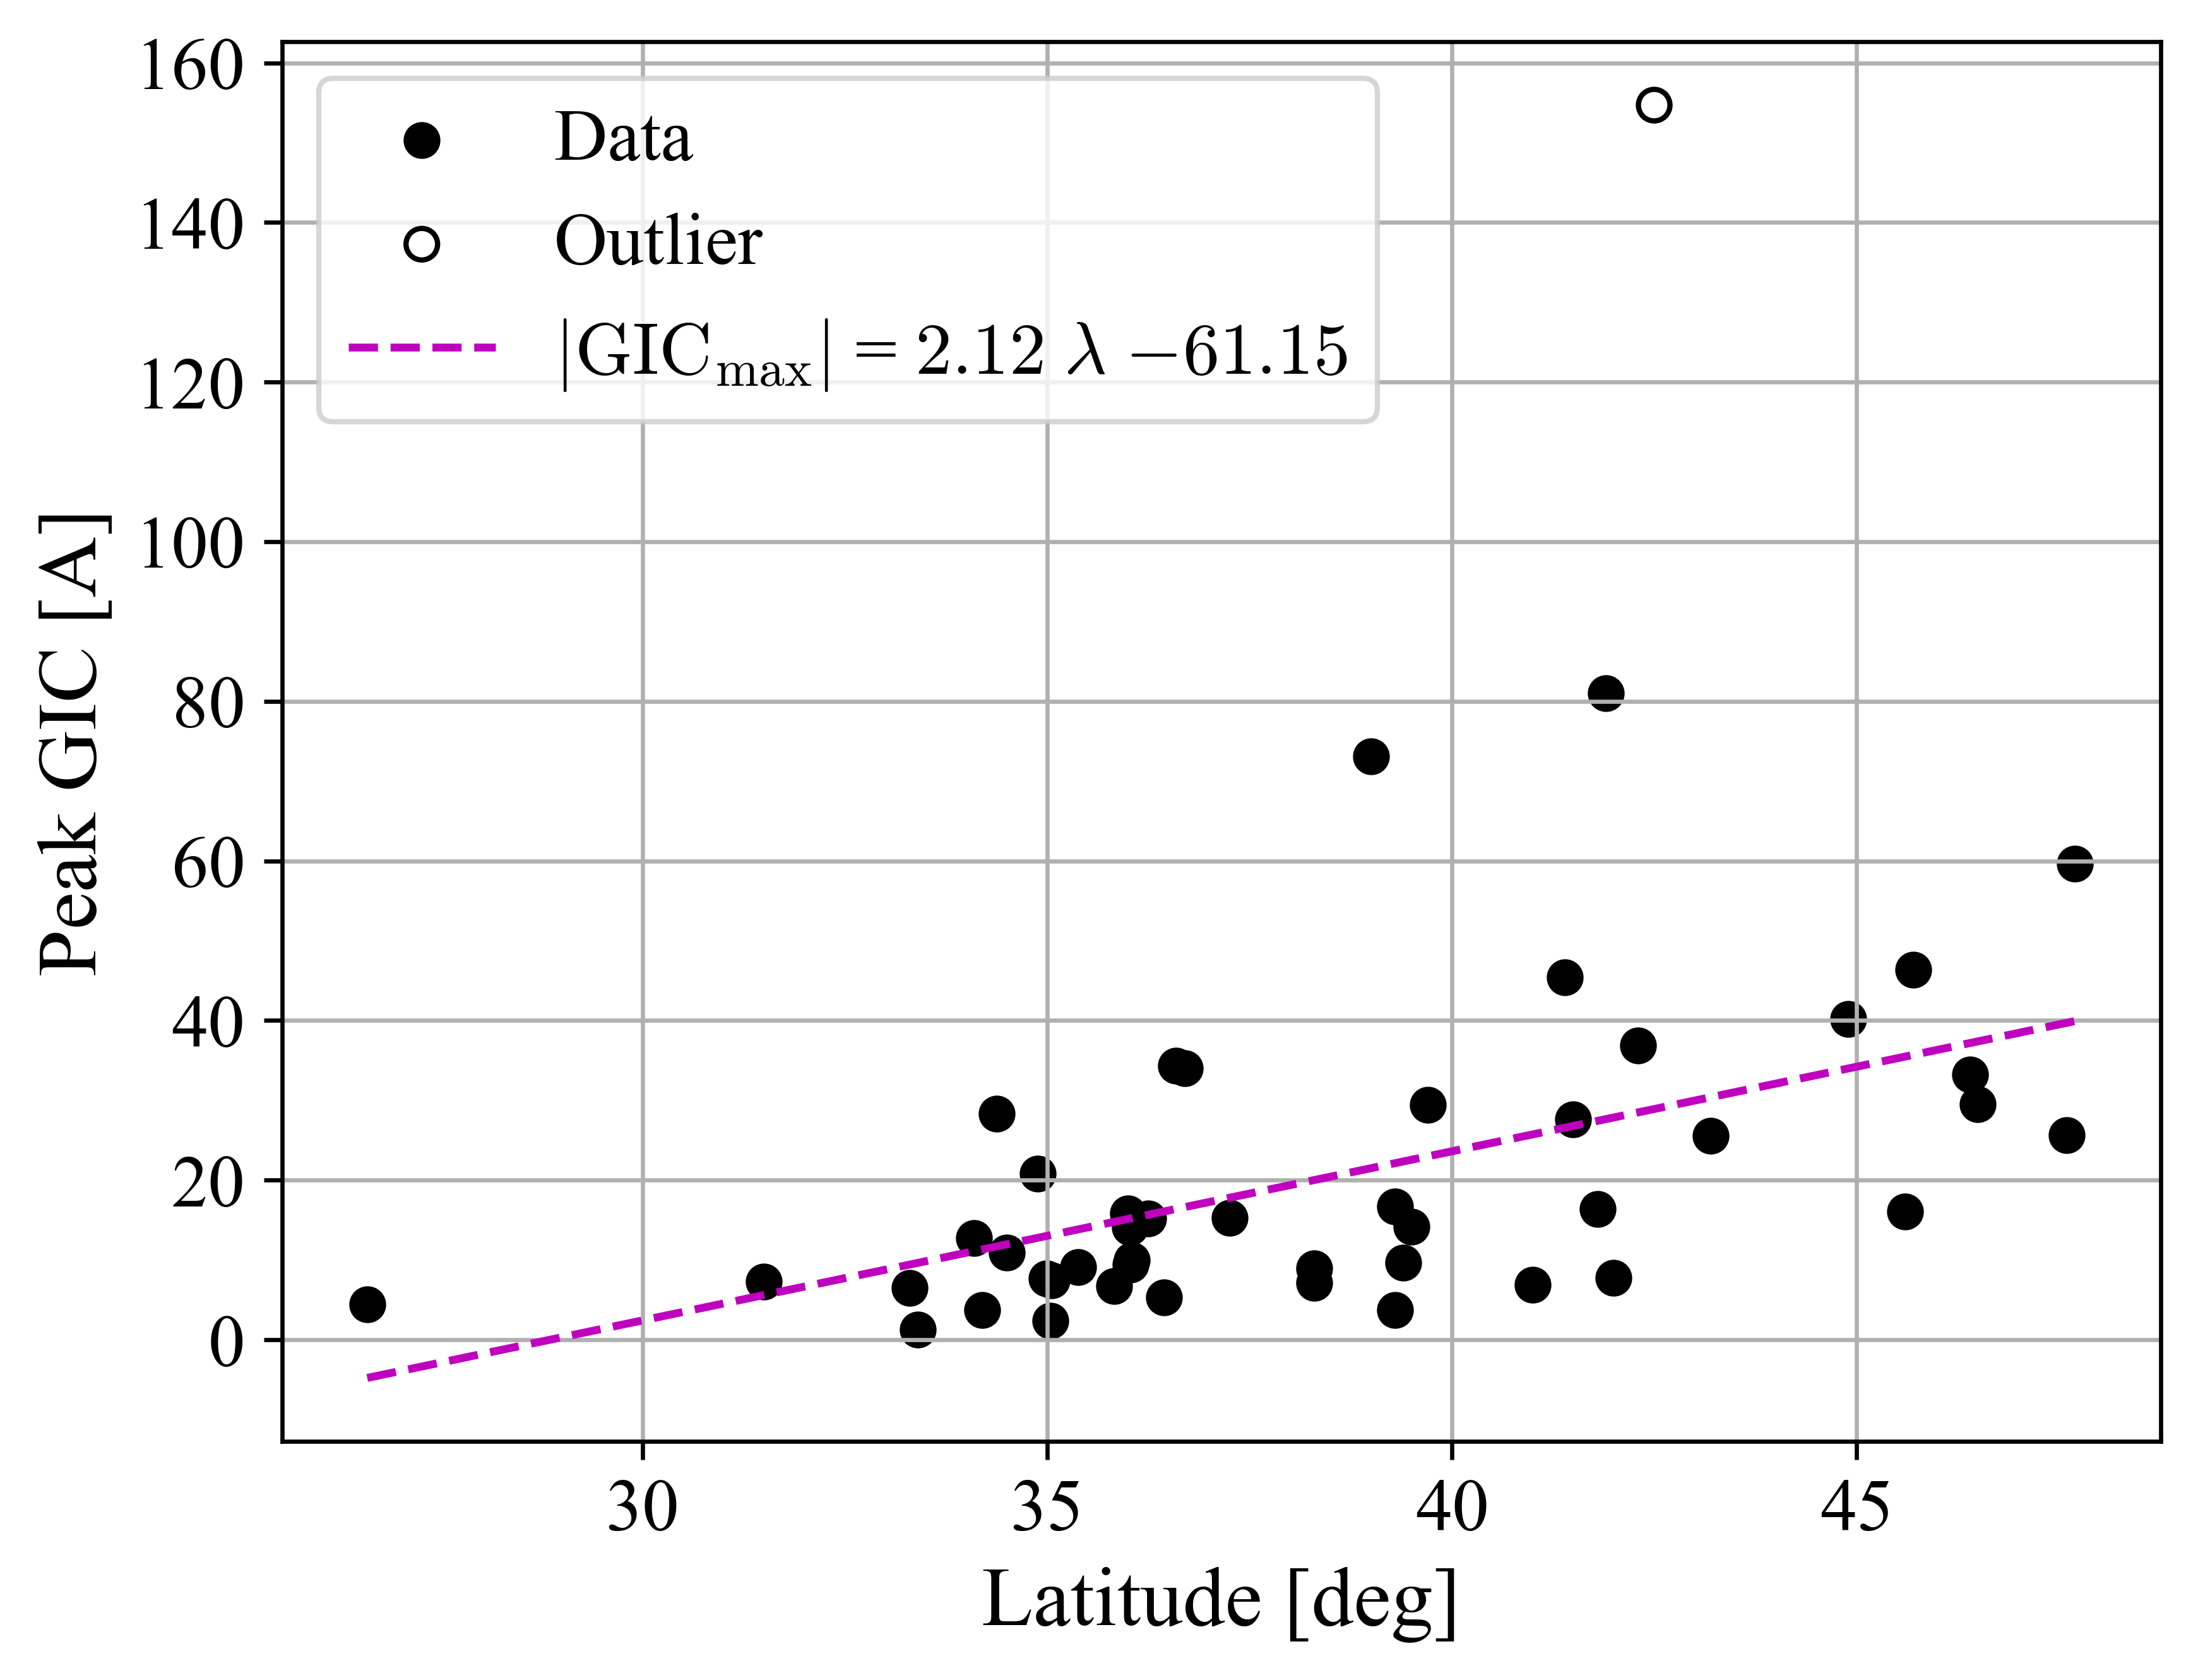 160
140
120
100
80
60
40
20
0
Peak GIC [A]
Data
Outlier
|GIC_max| = 2.12 λ −61.15
30 35 40 45
Latitude [deg]